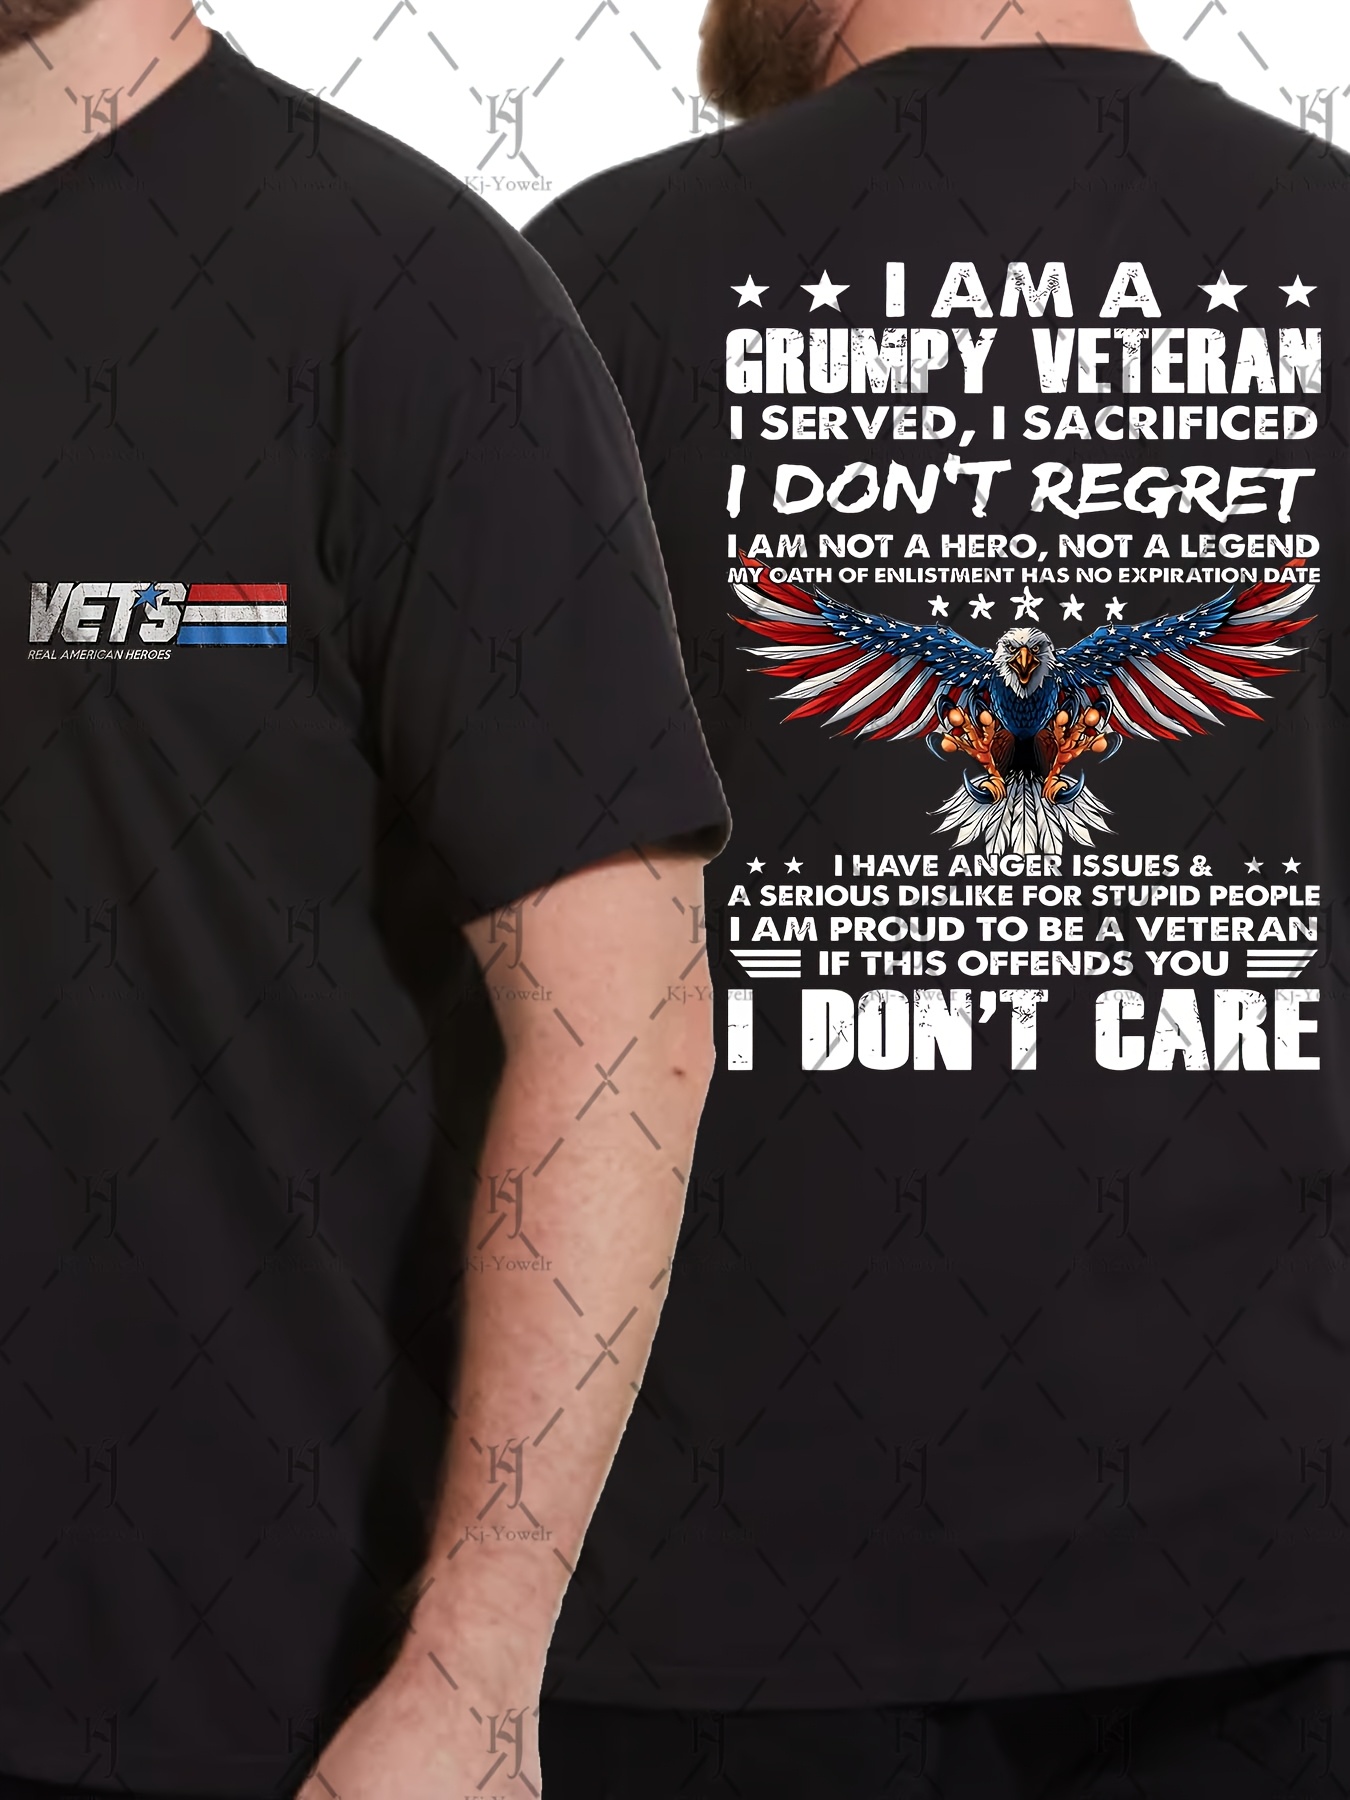 VETS
REAL AMERICAN HEROES
I AM A
GRUMPY VETERAN
I SERVED, I SACRIFICED
I DON'T REGRET
I AM NOT A HERO, NOT A LEGEND
MY OATH OF ENLISTMENT HAS NO EXPIRATION DATE
I HAVE ANGER ISSUES &
A SERIOUS DISLIKE FOR STUPID PEOPLE
I AM PROUD TO BE A VETERAN
IF THIS OFFENDS YOU
I DON'T CARE
KJ
Kj-Yowelr